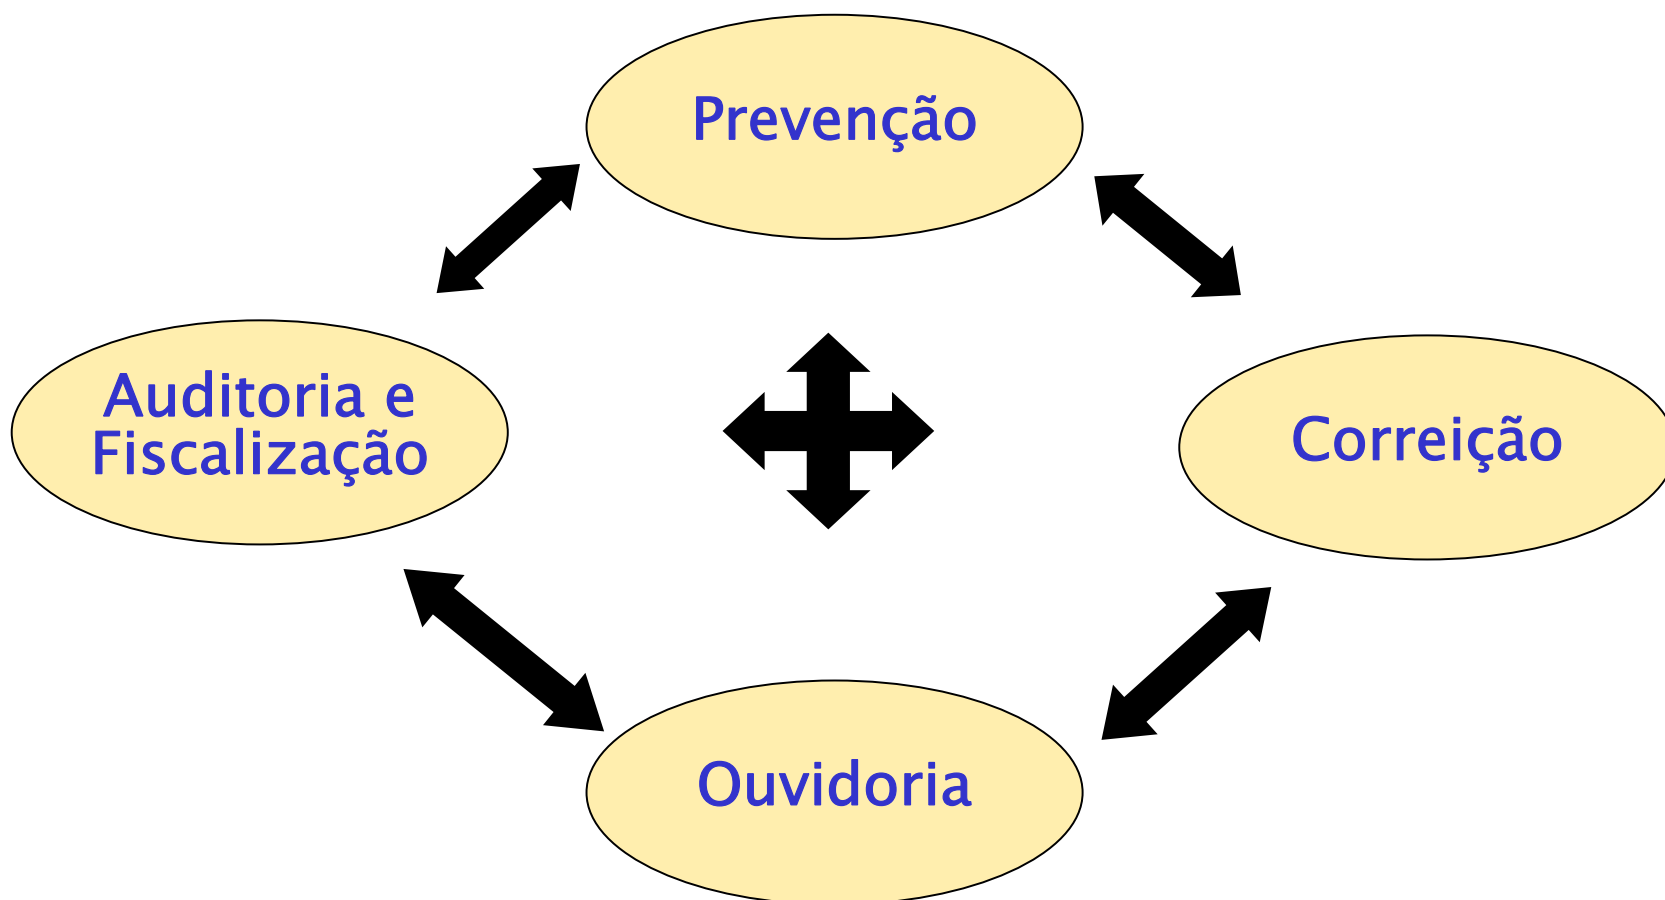 Prevenção
Auditoria e
Fiscalização
Correição
Ouvidoria